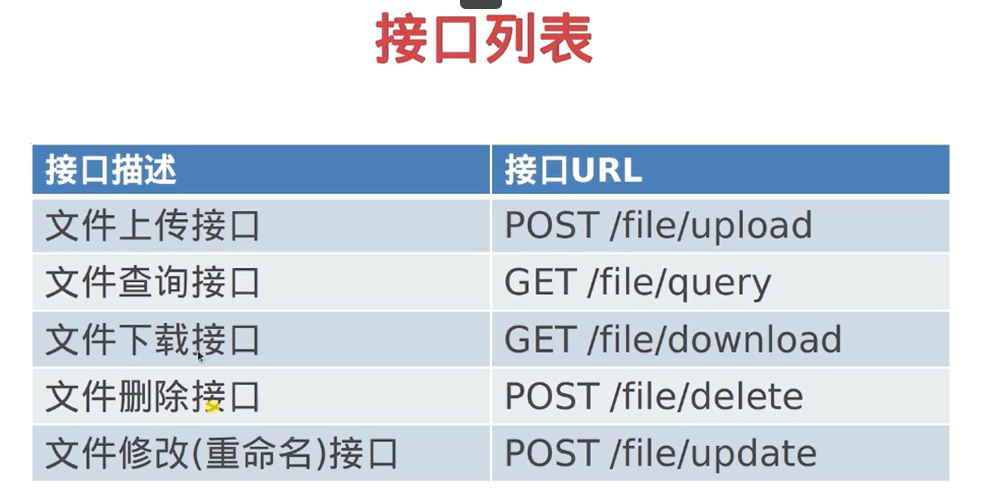 接口列表
接口描述 接口URL
文件上传接口 POST /file/upload
文件查询接口 GET /file/query
文件下载接口 GET /file/download
文件删除接口 POST /file/delete
文件修改(重命名)接口 POST /file/update